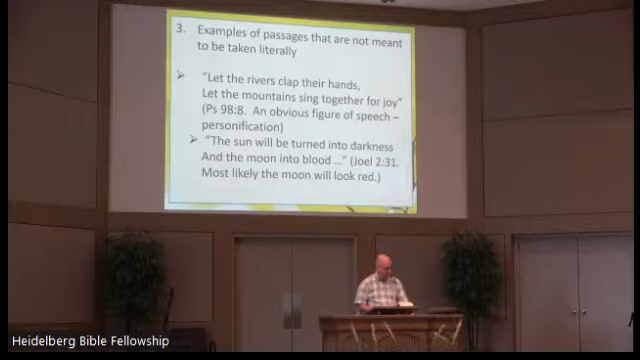 3. Examples of passages that are not meant
to be taken literally
➢ “Let the rivers clap their hands,
Let the mountains sing together for joy”
(Ps 98:8. An obvious figure of speech –
personification)
➢ “The sun will be turned into darkness
And the moon into blood ...” (Joel 2:31.
Most likely the moon will look red.)
Heidelberg Bible Fellowship